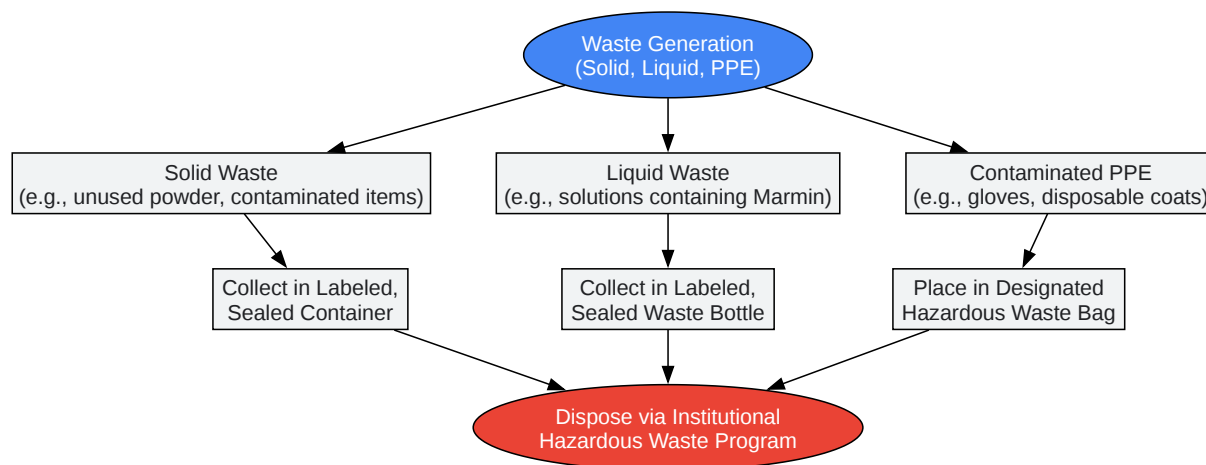 Waste Generation
(Solid, Liquid, PPE)
Solid Waste
(e.g., unused powder, contaminated items)
Liquid Waste
(e.g., solutions containing Marmin)
Contaminated PPE
(e.g., gloves, disposable coats)
Collect in Labeled,
Sealed Container
Collect in Labeled,
Sealed Waste Bottle
Place in Designated
Hazardous Waste Bag
Dispose via Institutional
Hazardous Waste Program